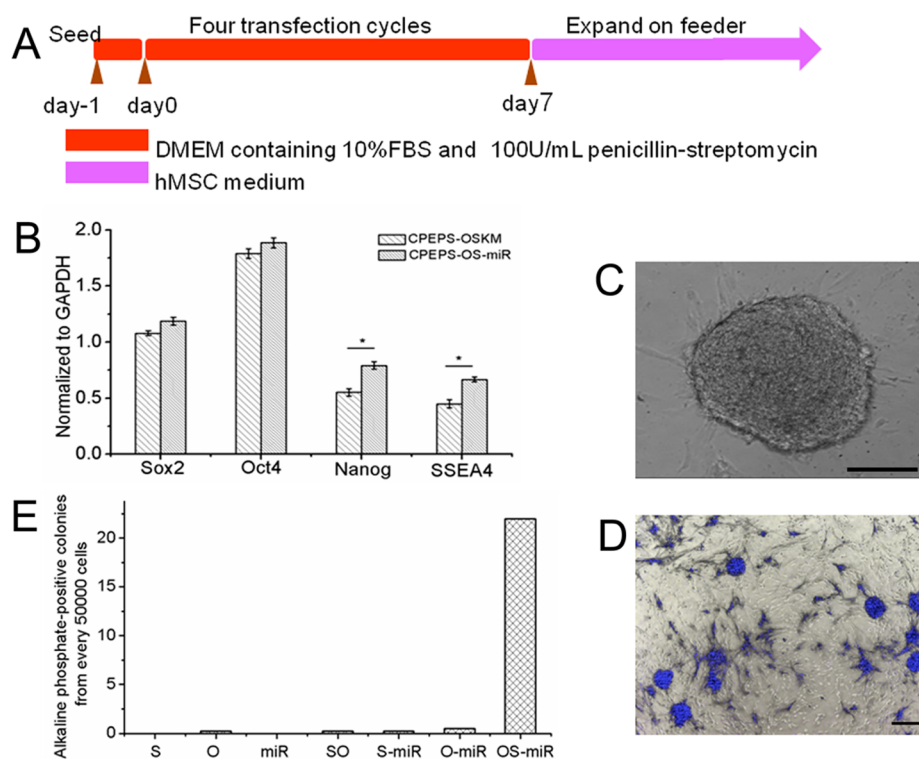 A
Seed
Four transfection cycles
Expand on feeder
day-1
day0
day7
DMEM containing 10%FBS and 100U/mL penicillin-streptomycin
hMSC medium
B
Normalized to GAPDH
2.0
1.5
1.0
0.5
0.0
CPEPS-OSKM
CPEPS-OS-miR
*
*
Sox2
Oct4
Nanog
SSEA4
C
D
E
Alkaline phosphate-positive colonies
from every 50000 cells
20
15
10
5
0
S
O
miR
SO
S-miR
O-miR
OS-miR